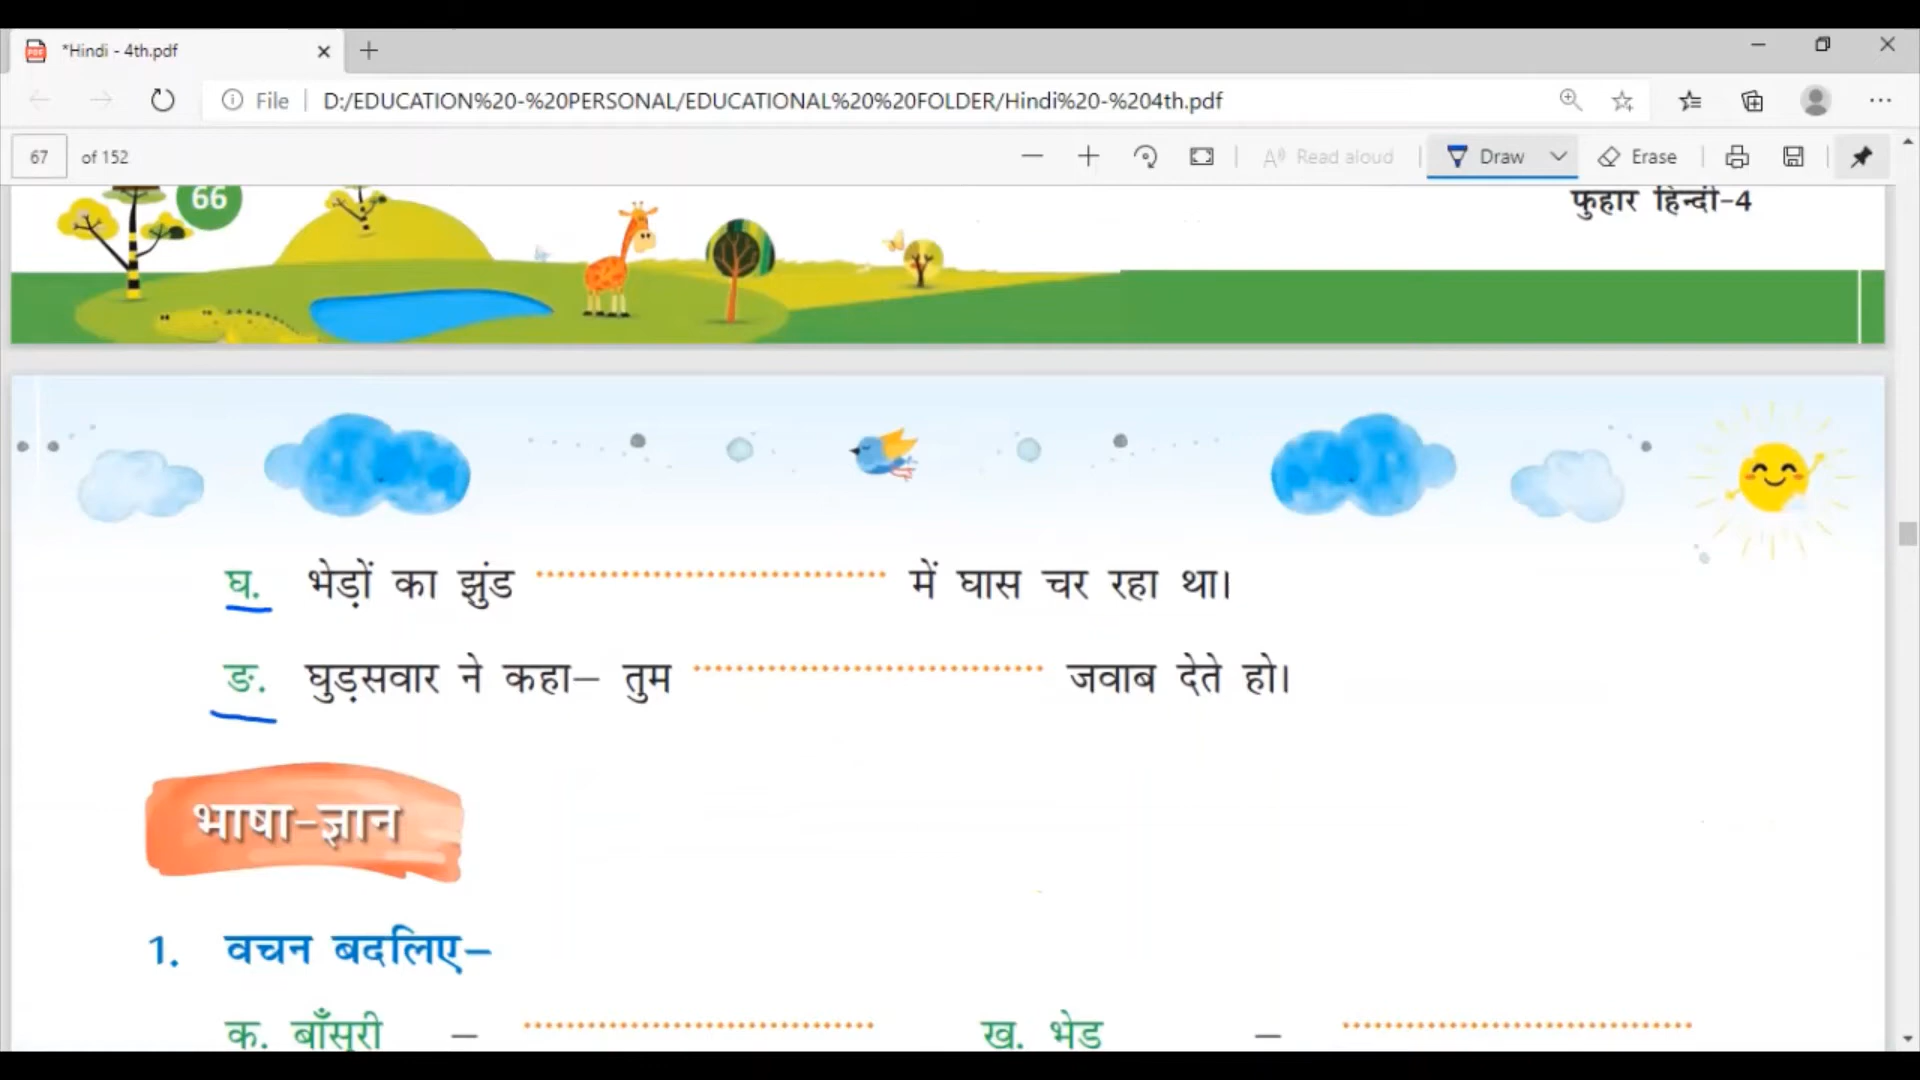 *Hindi - 4th.pdf
File D:/EDUCATION%20-%20PERSONAL/EDUCATIONAL%20%20FOLDER/Hindi%20-%204th.pdf
67 of 152 Read aloud Draw Erase
66 फुहार हिन्दी-4
घ. भेड़ों का झुंड ........................................ में घास चर रहा था।
ङ. घुड़सवार ने कहा– तुम ........................................ जवाब देते हो।
भाषा-ज्ञान
1. वचन बदलिए–
क. बाँसुरी – ........................................ ख. भेड – ........................................